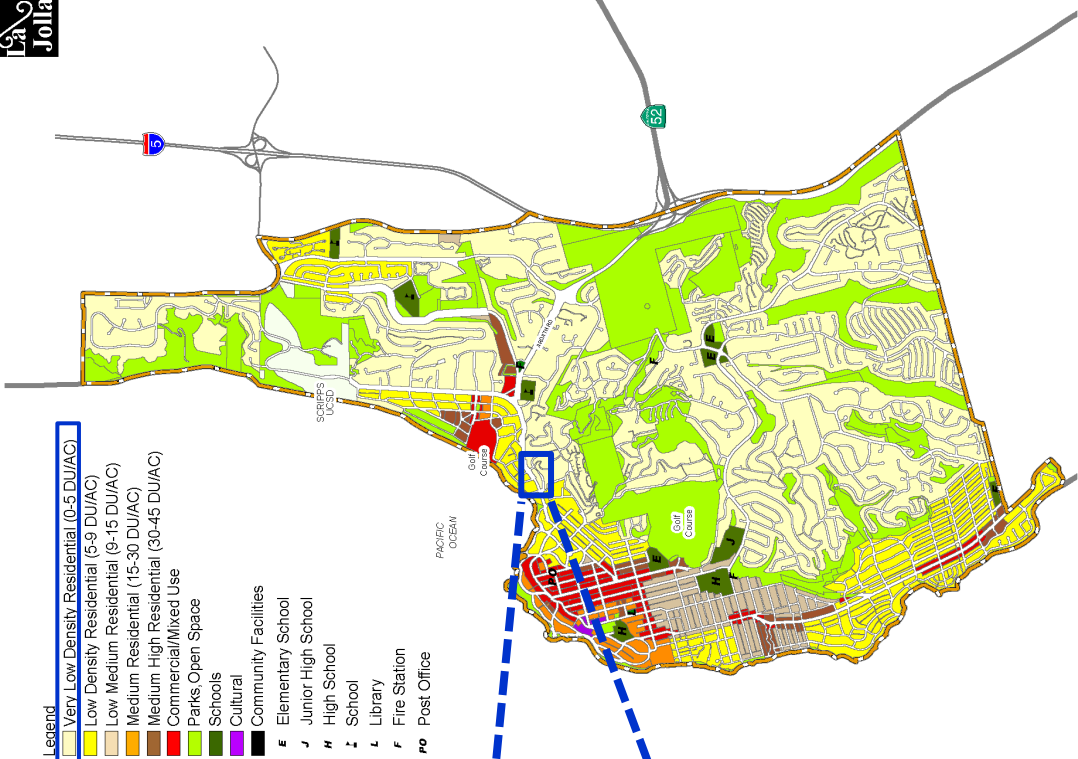 La
Jolla
5
52
SCRIPPS
UCSD
ARDATH RD
Golf
Course
PACIFIC
OCEAN
Golf
Course
F
E
E
E
J
H
F
PO
L
H
Legend
Very Low Density Residential (0-5 DU/AC)
Low Density Residential (5-9 DU/AC)
Low Medium Residential (9-15 DU/AC)
Medium Residential (15-30 DU/AC)
Medium High Residential (30-45 DU/AC)
Commercial/Mixed Use
Parks,Open Space
Schools
Cultural
Community Facilities
E Elementary School
J Junior High School
H High School
School
L Library
F Fire Station
PO Post Office